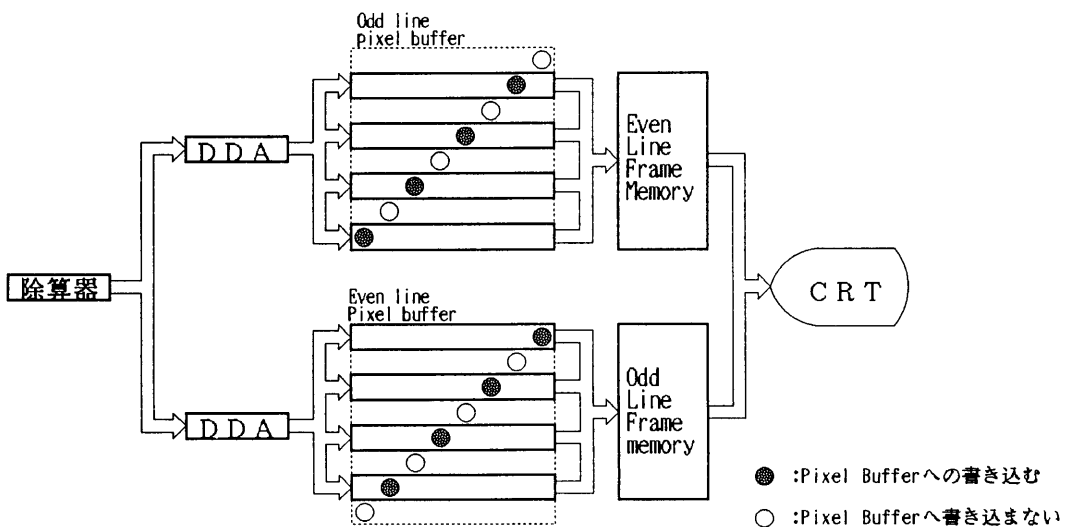 Odd line
pixel buffer
DDA
Even
Line
Frame
Memory
除算器
CRT
Even line
Pixel buffer
DDA
Odd
Line
Frame
memory
:Pixel Bufferへの書き込む
:Pixel Bufferへ書き込まない